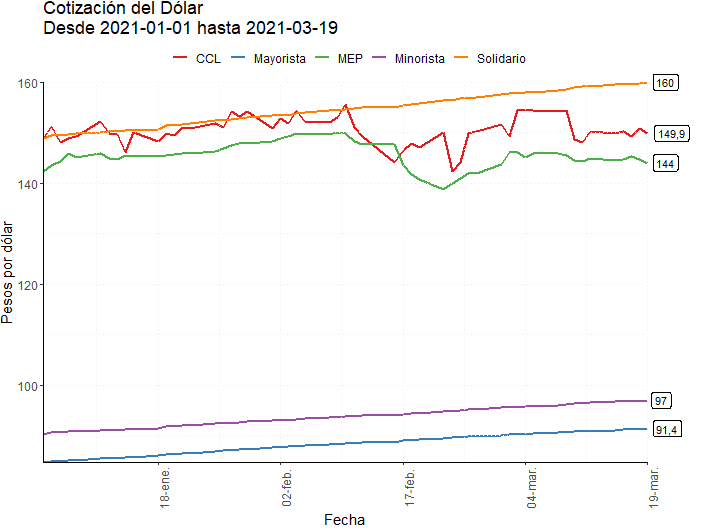 Cotización del Dólar
Desde 2021-01-01 hasta 2021-03-19
CCL Mayorista MEP Minorista Solidario
Pesos por dólar
160
140
120
100
160
149,9
144
97
91,4
18-ene.
02-feb.
17-feb.
04-mar.
19-mar.
Fecha